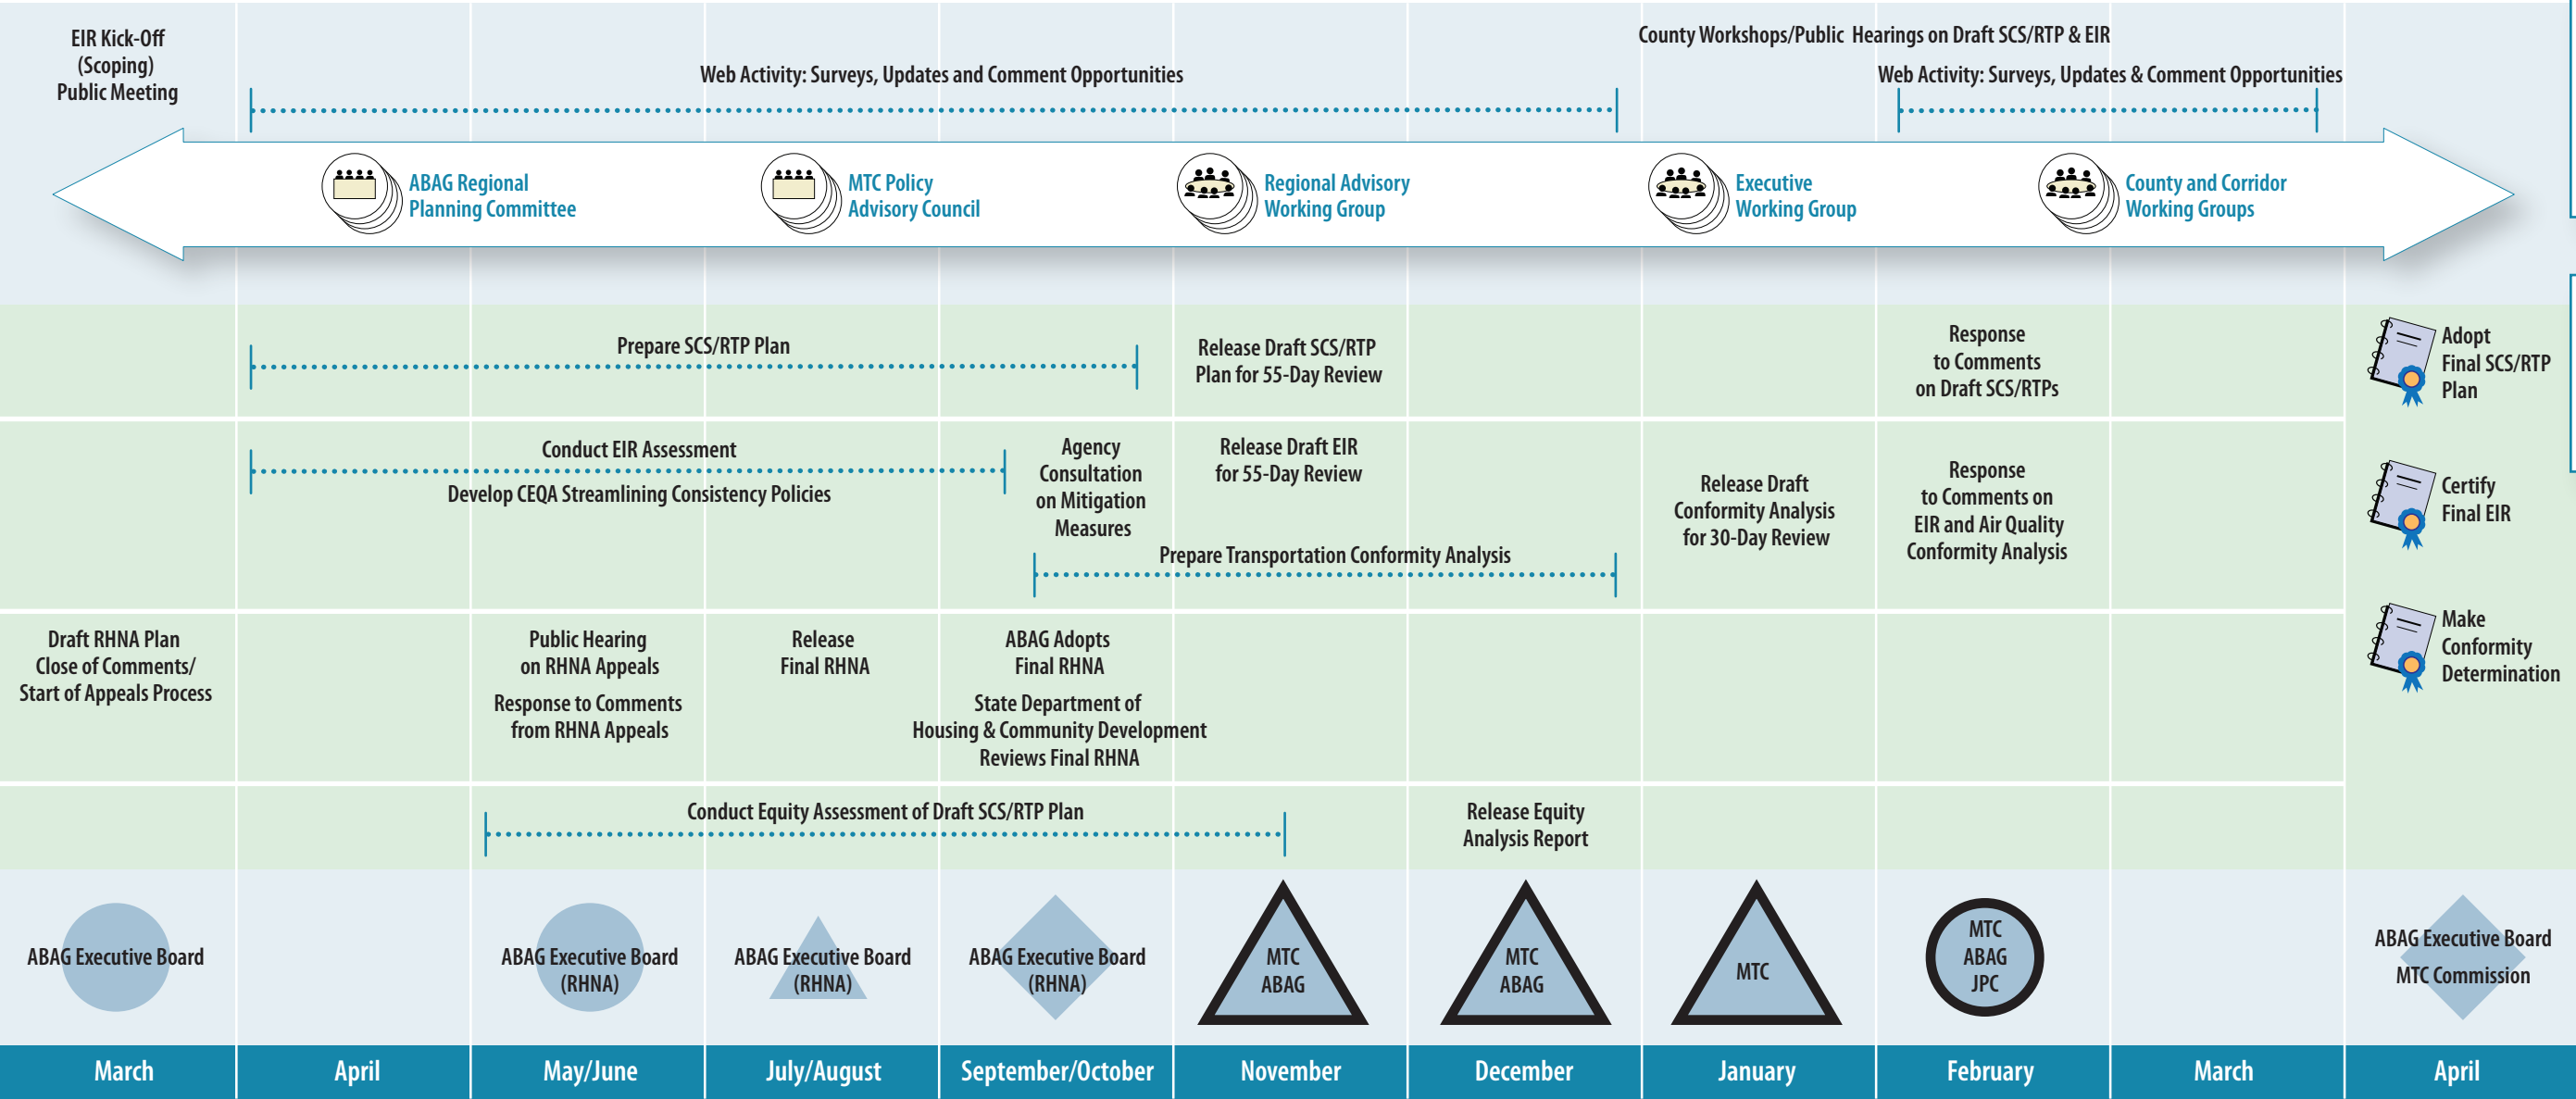 EIR Kick-Off
(Scoping)
Public Meeting
County Workshops/Public Hearings on Draft SCS/RTP & EIR
Web Activity: Surveys, Updates and Comment Opportunities
Web Activity: Surveys, Updates & Comment Opportunities
ABAG Regional
Planning Committee
MTC Policy
Advisory Council
Regional Advisory
Working Group
Executive
Working Group
County and Corridor
Working Groups
Prepare SCS/RTP Plan
Release Draft SCS/RTP
Plan for 55-Day Review
Response
to Comments
on Draft SCS/RTPs
Adopt
Final SCS/RTP
Plan
Conduct EIR Assessment
Develop CEQA Streamlining Consistency Policies
Agency
Consultation
on Mitigation
Measures
Release Draft EIR
for 55-Day Review
Prepare Transportation Conformity Analysis
Release Draft
Conformity Analysis
for 30-Day Review
Response
to Comments on
EIR and Air Quality
Conformity Analysis
Certify
Final EIR
Draft RHNA Plan
Close of Comments/
Start of Appeals Process
Public Hearing
on RHNA Appeals
Response to Comments
from RHNA Appeals
Release
Final RHNA
ABAG Adopts
Final RHNA
State Department of
Housing & Community Development
Reviews Final RHNA
Make
Conformity
Determination
Conduct Equity Assessment of Draft SCS/RTP Plan
Release Equity
Analysis Report
ABAG Executive Board
ABAG Executive Board
(RHNA)
ABAG Executive Board
(RHNA)
ABAG Executive Board
(RHNA)
MTC
ABAG
MTC
ABAG
MTC
MTC
ABAG
JPC
ABAG Executive Board
MTC Commission
March
April
May/June
July/August
September/October
November
December
January
February
March
April